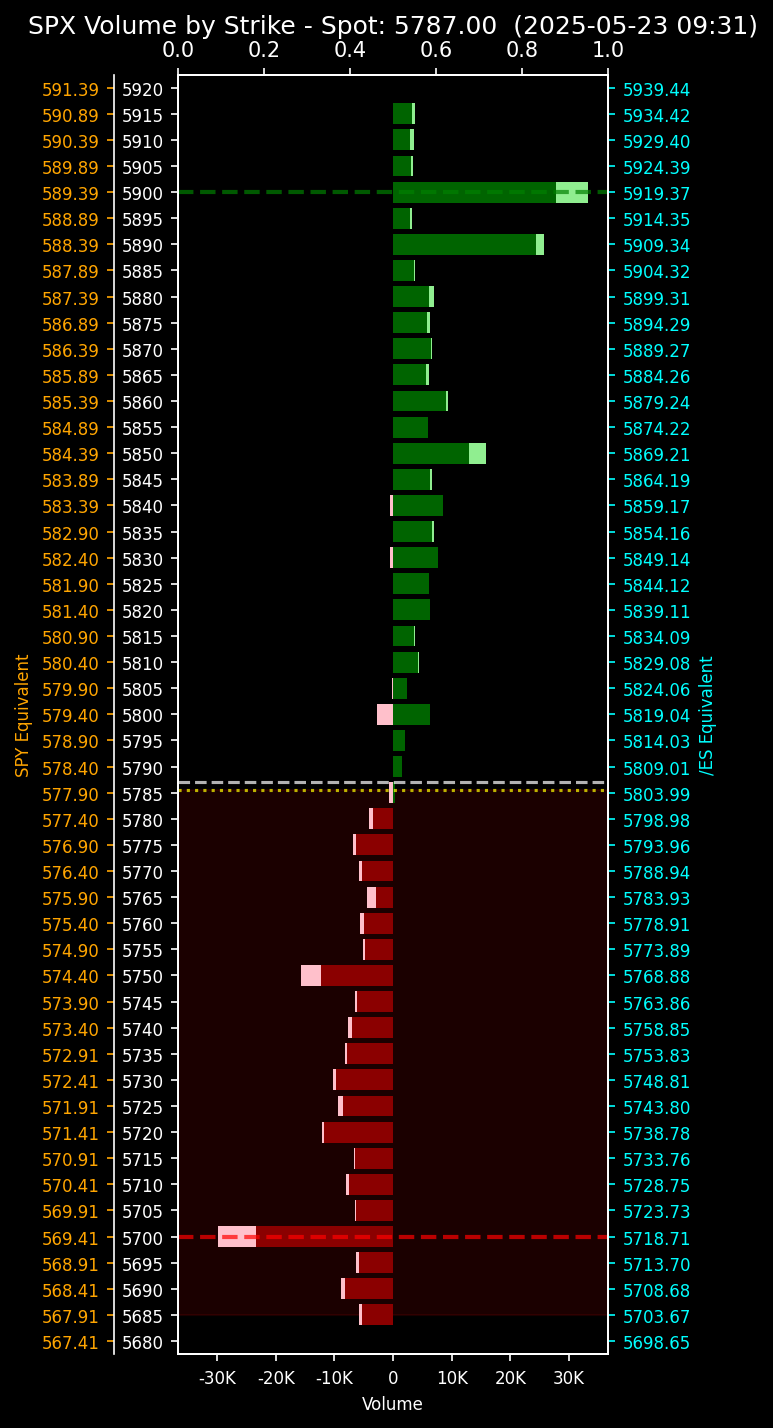 SPX Volume by Strike - Spot: 5787.00  (2025-05-23 09:31)
0.0 0.2 0.4 0.6 0.8 1.0
591.39 5920 5939.44
590.89 5915 5934.42
590.39 5910 5929.40
589.89 5905 5924.39
589.39 5900 5919.37
588.89 5895 5914.35
588.39 5890 5909.34
587.89 5885 5904.32
587.39 5880 5899.31
586.89 5875 5894.29
586.39 5870 5889.27
585.89 5865 5884.26
585.39 5860 5879.24
584.89 5855 5874.22
584.39 5850 5869.21
583.89 5845 5864.19
583.39 5840 5859.17
582.90 5835 5854.16
582.40 5830 5849.14
581.90 5825 5844.12
581.40 5820 5839.11
580.90 5815 5834.09
580.40 5810 5829.08
579.90 5805 5824.06
579.40 5800 5819.04
578.90 5795 5814.03
578.40 5790 5809.01
577.90 5785 5803.99
577.40 5780 5798.98
576.90 5775 5793.96
576.40 5770 5788.94
575.90 5765 5783.93
575.40 5760 5778.91
574.90 5755 5773.89
574.40 5750 5768.88
573.90 5745 5763.86
573.40 5740 5758.85
572.91 5735 5753.83
572.41 5730 5748.81
571.91 5725 5743.80
571.41 5720 5738.78
570.91 5715 5733.76
570.41 5710 5728.75
569.91 5705 5723.73
569.41 5700 5718.71
568.91 5695 5713.70
568.41 5690 5708.68
567.91 5685 5703.67
567.41 5680 5698.65
SPY Equivalent
/ES Equivalent
-30K -20K -10K 0 10K 20K 30K
Volume